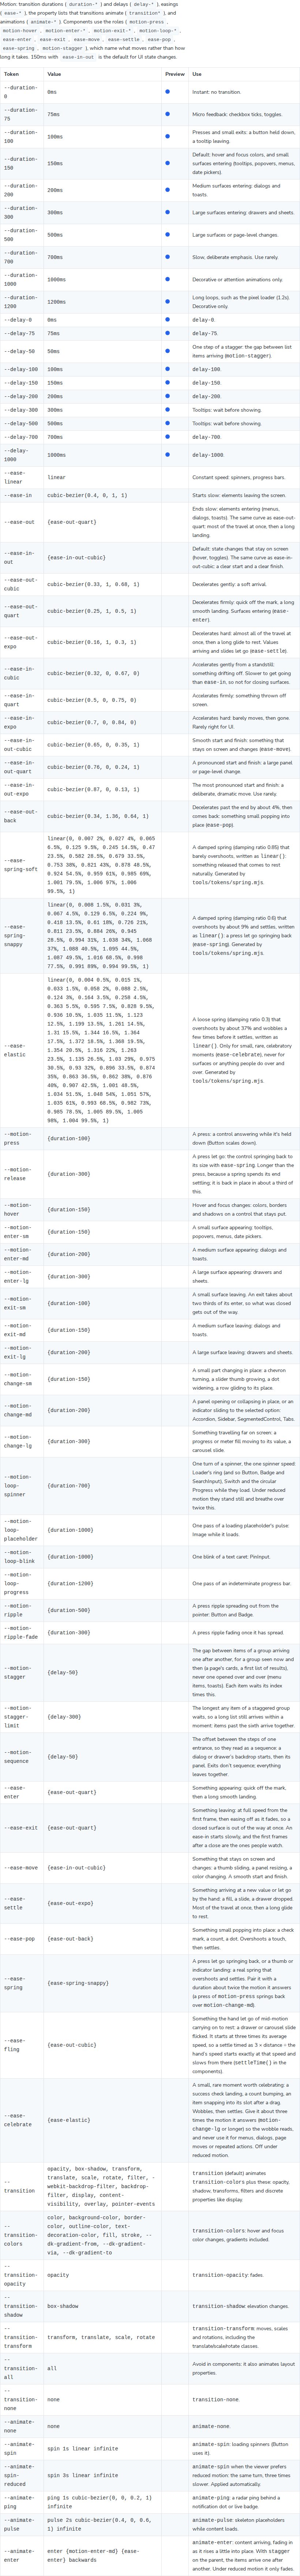 Motion: transition durations ( duration-* ) and delays ( delay-* ), easings
( ease-* ), the property lists that transitions animate ( transition* ), and
animations ( animate-* ). Components use the roles ( motion-press ,
motion-hover , motion-enter-* , motion-exit-* , motion-loop-* ,
ease-enter , ease-exit , ease-move , ease-settle , ease-pop ,
ease-spring , motion-stagger ), which name what moves rather than how
long it takes. 150ms with ease-in-out is the default for UI state changes.
Token Value Preview Use
--duration-0 0ms Instant: no transition.
--duration-75 75ms Micro feedback: checkbox ticks, toggles.
--duration-100 100ms Presses and small exits: a button held down, a tooltip leaving.
--duration-150 150ms Default: hover and focus colors, and small surfaces entering (tooltips, popovers, menus, date pickers).
--duration-200 200ms Medium surfaces entering: dialogs and toasts.
--duration-300 300ms Large surfaces entering: drawers and sheets.
--duration-500 500ms Large surfaces or page-level changes.
--duration-700 700ms Slow, deliberate emphasis. Use rarely.
--duration-1000 1000ms Decorative or attention animations only.
--duration-1200 1200ms Long loops, such as the pixel loader (1.2s). Decorative only.
--delay-0 0ms delay-0.
--delay-75 75ms delay-75.
--delay-50 50ms One step of a stagger: the gap between list items arriving (motion-stagger).
--delay-100 100ms delay-100.
--delay-150 150ms delay-150.
--delay-200 200ms delay-200.
--delay-300 300ms Tooltips: wait before showing.
--delay-500 500ms Tooltips: wait before showing.
--delay-700 700ms delay-700.
--delay-1000 1000ms delay-1000.
--ease-linear linear Constant speed: spinners, progress bars.
--ease-in cubic-bezier(0.4, 0, 1, 1) Starts slow: elements leaving the screen.
--ease-out {ease-out-quart} Ends slow: elements entering (menus, dialogs, toasts). The same curve as ease-out-quart: most of the travel at once, then a long landing.
--ease-in-out {ease-in-out-cubic} Default: state changes that stay on screen (hover, toggles). The same curve as ease-in-out-cubic: a clear start and a clear finish.
--ease-out-cubic cubic-bezier(0.33, 1, 0.68, 1) Decelerates gently: a soft arrival.
--ease-out-quart cubic-bezier(0.25, 1, 0.5, 1) Decelerates firmly: quick off the mark, a long smooth landing. Surfaces entering (ease-enter).
--ease-out-expo cubic-bezier(0.16, 1, 0.3, 1) Decelerates hard: almost all of the travel at once, then a long glide to rest. Values arriving and slides let go (ease-settle).
--ease-in-cubic cubic-bezier(0.32, 0, 0.67, 0) Accelerates gently from a standstill: something drifting off. Slower to get going than ease-in, so not for closing surfaces.
--ease-in-quart cubic-bezier(0.5, 0, 0.75, 0) Accelerates firmly: something thrown off screen.
--ease-in-expo cubic-bezier(0.7, 0, 0.84, 0) Accelerates hard: barely moves, then gone. Rarely right for UI.
--ease-in-out-cubic cubic-bezier(0.65, 0, 0.35, 1) Smooth start and finish: something that stays on screen and changes (ease-move).
--ease-in-out-quart cubic-bezier(0.76, 0, 0.24, 1) A pronounced start and finish: a large panel or page-level change.
--ease-in-out-expo cubic-bezier(0.87, 0, 0.13, 1) The most pronounced start and finish: a deliberate, dramatic move. Use rarely.
--ease-out-back cubic-bezier(0.34, 1.36, 0.64, 1) Decelerates past the end by about 4%, then comes back: something small popping into place (ease-pop).
--ease-spring-soft A damped spring (damping ratio 0.85) that barely overshoots, written as linear(): something released that comes to rest naturally. Generated by tools/tokens/spring.mjs.
--ease-spring-snappy A damped spring (damping ratio 0.6) that overshoots by about 9% and settles, written as linear(): a press let go springing back (ease-spring). Generated by tools/tokens/spring.mjs.
--ease-elastic A loose spring (damping ratio 0.3) that overshoots by about 37% and wobbles a few times before it settles, written as linear(). Only for small, rare, celebratory moments (ease-celebrate), never for surfaces or anything people do over and over. Generated by tools/tokens/spring.mjs.
--motion-press {duration-100} A press: a control answering while it's held down (Button scales down).
--motion-release {duration-300} A press let go: the control springing back to its size with ease-spring. Longer than the press, because a spring spends its end settling; it is back in place in about a third of this.
--motion-hover {duration-150} Hover and focus changes: colors, borders and shadows on a control that stays put.
--motion-enter-sm {duration-150} A small surface appearing: tooltips, popovers, menus, date pickers.
--motion-enter-md {duration-200} A medium surface appearing: dialogs and toasts.
--motion-enter-lg {duration-300} A large surface appearing: drawers and sheets.
--motion-exit-sm {duration-100} A small surface leaving. An exit takes about two thirds of its enter, so what was closed gets out of the way.
--motion-exit-md {duration-150} A medium surface leaving: dialogs and toasts.
--motion-exit-lg {duration-200} A large surface leaving: drawers and sheets.
--motion-change-sm {duration-150} A small part changing in place: a chevron turning, a slider thumb growing, a dot widening, a row gliding to its place.
--motion-change-md {duration-200} A panel opening or collapsing in place, or an indicator sliding to the selected option: Accordion, Sidebar, SegmentedControl, Tabs.
--motion-change-lg {duration-300} Something travelling far on screen: a progress or meter fill moving to its value, a carousel slide.
--motion-loop-spinner {duration-700} One turn of a spinner, the one spinner speed: Loader's ring (and so Button, Badge and SearchInput), Switch and the circular Progress while they load. Under reduced motion they stand still and breathe over twice this.
--motion-loop-placeholder {duration-1000} One pass of a loading placeholder's pulse: Image while it loads.
--motion-loop-blink {duration-1000} One blink of a text caret: PinInput.
--motion-loop-progress {duration-1200} One pass of an indeterminate progress bar.
--motion-ripple {duration-500} A press ripple spreading out from the pointer: Button and Badge.
--motion-ripple-fade {duration-300} A press ripple fading once it has spread.
--motion-stagger {delay-50} The gap between items of a group arriving one after another, for a group seen now and then (a page's cards, a first list of results), never one opened over and over (menu items, toasts). Each item waits its index times this.
--motion-stagger-limit {delay-300} The longest any item of a staggered group waits, so a long list still arrives within a moment: items past the sixth arrive together.
--motion-sequence {delay-50} The offset between the steps of one entrance, so they read as a sequence: a dialog or drawer's backdrop starts, then its panel. Exits don't sequence; everything leaves together.
--ease-enter {ease-out-quart} Something appearing: quick off the mark, then a long smooth landing.
--ease-exit {ease-out-quart} Something leaving: at full speed from the first frame, then easing off as it fades, so a closed surface is out of the way at once. An ease-in starts slowly, and the first frames after a close are the ones people watch.
--ease-move {ease-in-out-cubic} Something that stays on screen and changes: a thumb sliding, a panel resizing, a color changing. A smooth start and finish.
--ease-settle {ease-out-expo} Something arriving at a new value or let go by the hand: a fill, a slide, a drawer dropped. Most of the travel at once, then a long glide to rest.
--ease-pop {ease-out-back} Something small popping into place: a check mark, a count, a dot. Overshoots a touch, then settles.
--ease-spring {ease-spring-snappy} A press let go springing back, or a thumb or indicator landing: a real spring that overshoots and settles. Pair it with a duration about twice the motion it answers (a press of motion-press springs back over motion-change-md).
--ease-fling {ease-out-cubic} Something the hand let go of mid-motion carrying on to rest: a drawer or carousel slide flicked. It starts at three times its average speed, so a settle timed as 3 × distance ÷ the hand's speed starts exactly at that speed and slows from there (settleTime() in the components).
--ease-celebrate {ease-elastic} A small, rare moment worth celebrating: a success check landing, a count bumping, an item snapping into its slot after a drag. Wobbles, then settles. Give it about three times the motion it answers (motion-change-lg or longer) so the wobble reads, and never use it for menus, dialogs, page moves or repeated actions. Off under reduced motion.
--transition opacity, box-shadow, transform, translate, scale, rotate, filter, -webkit-backdrop-filter, backdrop-filter, display, content-visibility, overlay, pointer-events transition (default) animates transition-colors plus these: opacity, shadow, transforms, filters and discrete properties like display.
--transition-colors color, background-color, border-color, outline-color, text-decoration-color, fill, stroke, --dk-gradient-from, --dk-gradient-via, --dk-gradient-to transition-colors: hover and focus color changes, gradients included.
--transition-opacity opacity transition-opacity: fades.
--transition-shadow box-shadow transition-shadow: elevation changes.
--transition-transform transform, translate, scale, rotate transition-transform: moves, scales and rotations, including the translate/scale/rotate classes.
--transition-all all Avoid in components: It also animates layout properties.
--transition-none none transition-none.
--animate-none none animate-none.
--animate-spin spin 1s linear infinite animate-spin: loading spinners (Button uses it).
--animate-spin-reduced spin 3s linear infinite animate-spin when the viewer prefers reduced motion: the same turn, three times slower. Applied automatically.
--animate-ping ping 1s cubic-bezier(0, 0, 0.2, 1) infinite animate-ping: a radar ping behind a notification dot or live badge.
--animate-pulse pulse 2s cubic-bezier(0.4, 0, 0.6, 1) infinite animate-pulse: skeleton placeholders while content loads.
--animate-enter enter {motion-enter-md} {ease-enter} backwards animate-enter: content arriving, fading in as it rises a little into place. With stagger on the parent, the items arrive one after another. Under reduced motion it only fades.